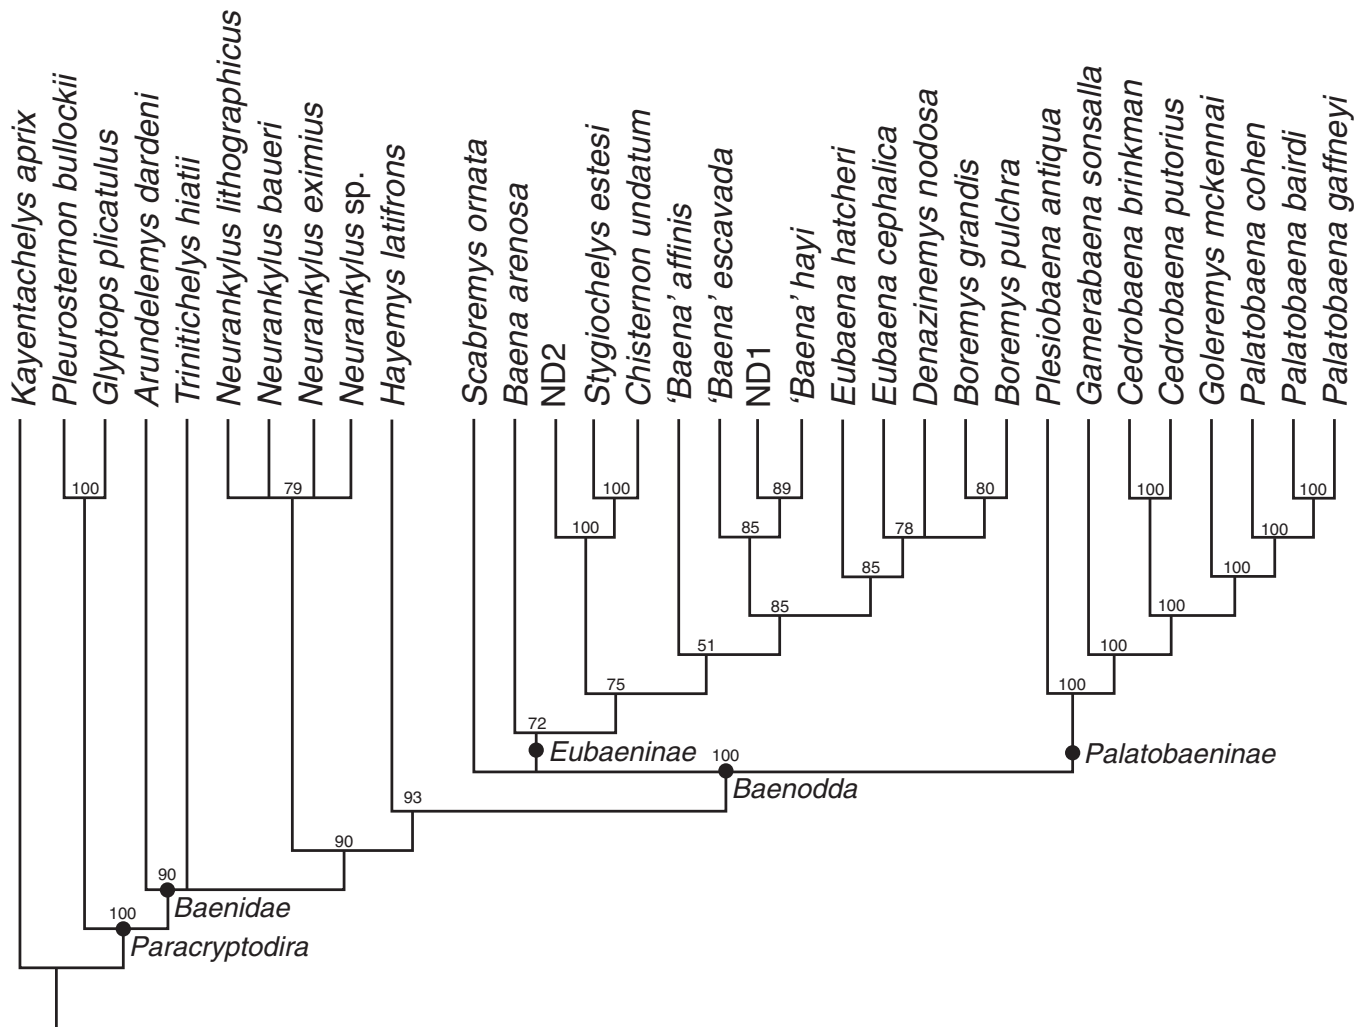 Kayentachelys aprix
Pleurosternon bullockii
Glyptops plicatulus
Arundelemys dardeni
Trinitichelys hiatii
Neurankylus lithographicus
Neurankylus baueri
Neurankylus eximius
Neurankylus sp.
Hayemys latifrons
Scabremys ornata
Baena arenosa
ND2
Stygiochelys estesi
Chisternon undatum
‘Baena’ affinis
‘Baena’ escavada
ND1
‘Baena’ hayi
Eubaena hatcheri
Eubaena cephalica
Denazinemys nodosa
Boremys grandis
Boremys pulchra
Plesiobaena antiqua
Gamerabaena sonsalla
Cedrobaena brinkman
Cedrobaena putorius
Goleremys mckennai
Palatobaena cohen
Palatobaena bairdi
Palatobaena gaffneyi
100
79
100
89
80
100
100
100
85
78
100
85
100
85
100
51
100
75
100
72
Eubaeninae
Palatobaeninae
100
Baenodda
93
90
90
Baenidae
100
Paracryptodira